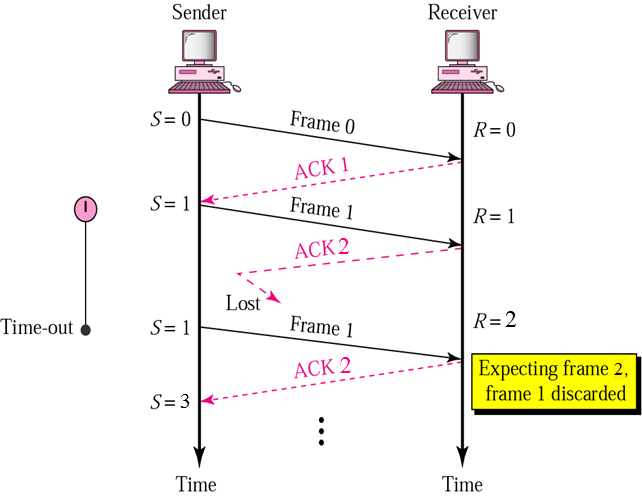 Sender
Receiver
S = 0
Frame 0
R = 0
ACK 1
S = 1
Frame 1
R = 1
ACK 2
Lost
Time-out
S = 1
Frame 1
R = 2
ACK 2
Expecting frame 2,
frame 1 discarded
S = 3
Time
Time